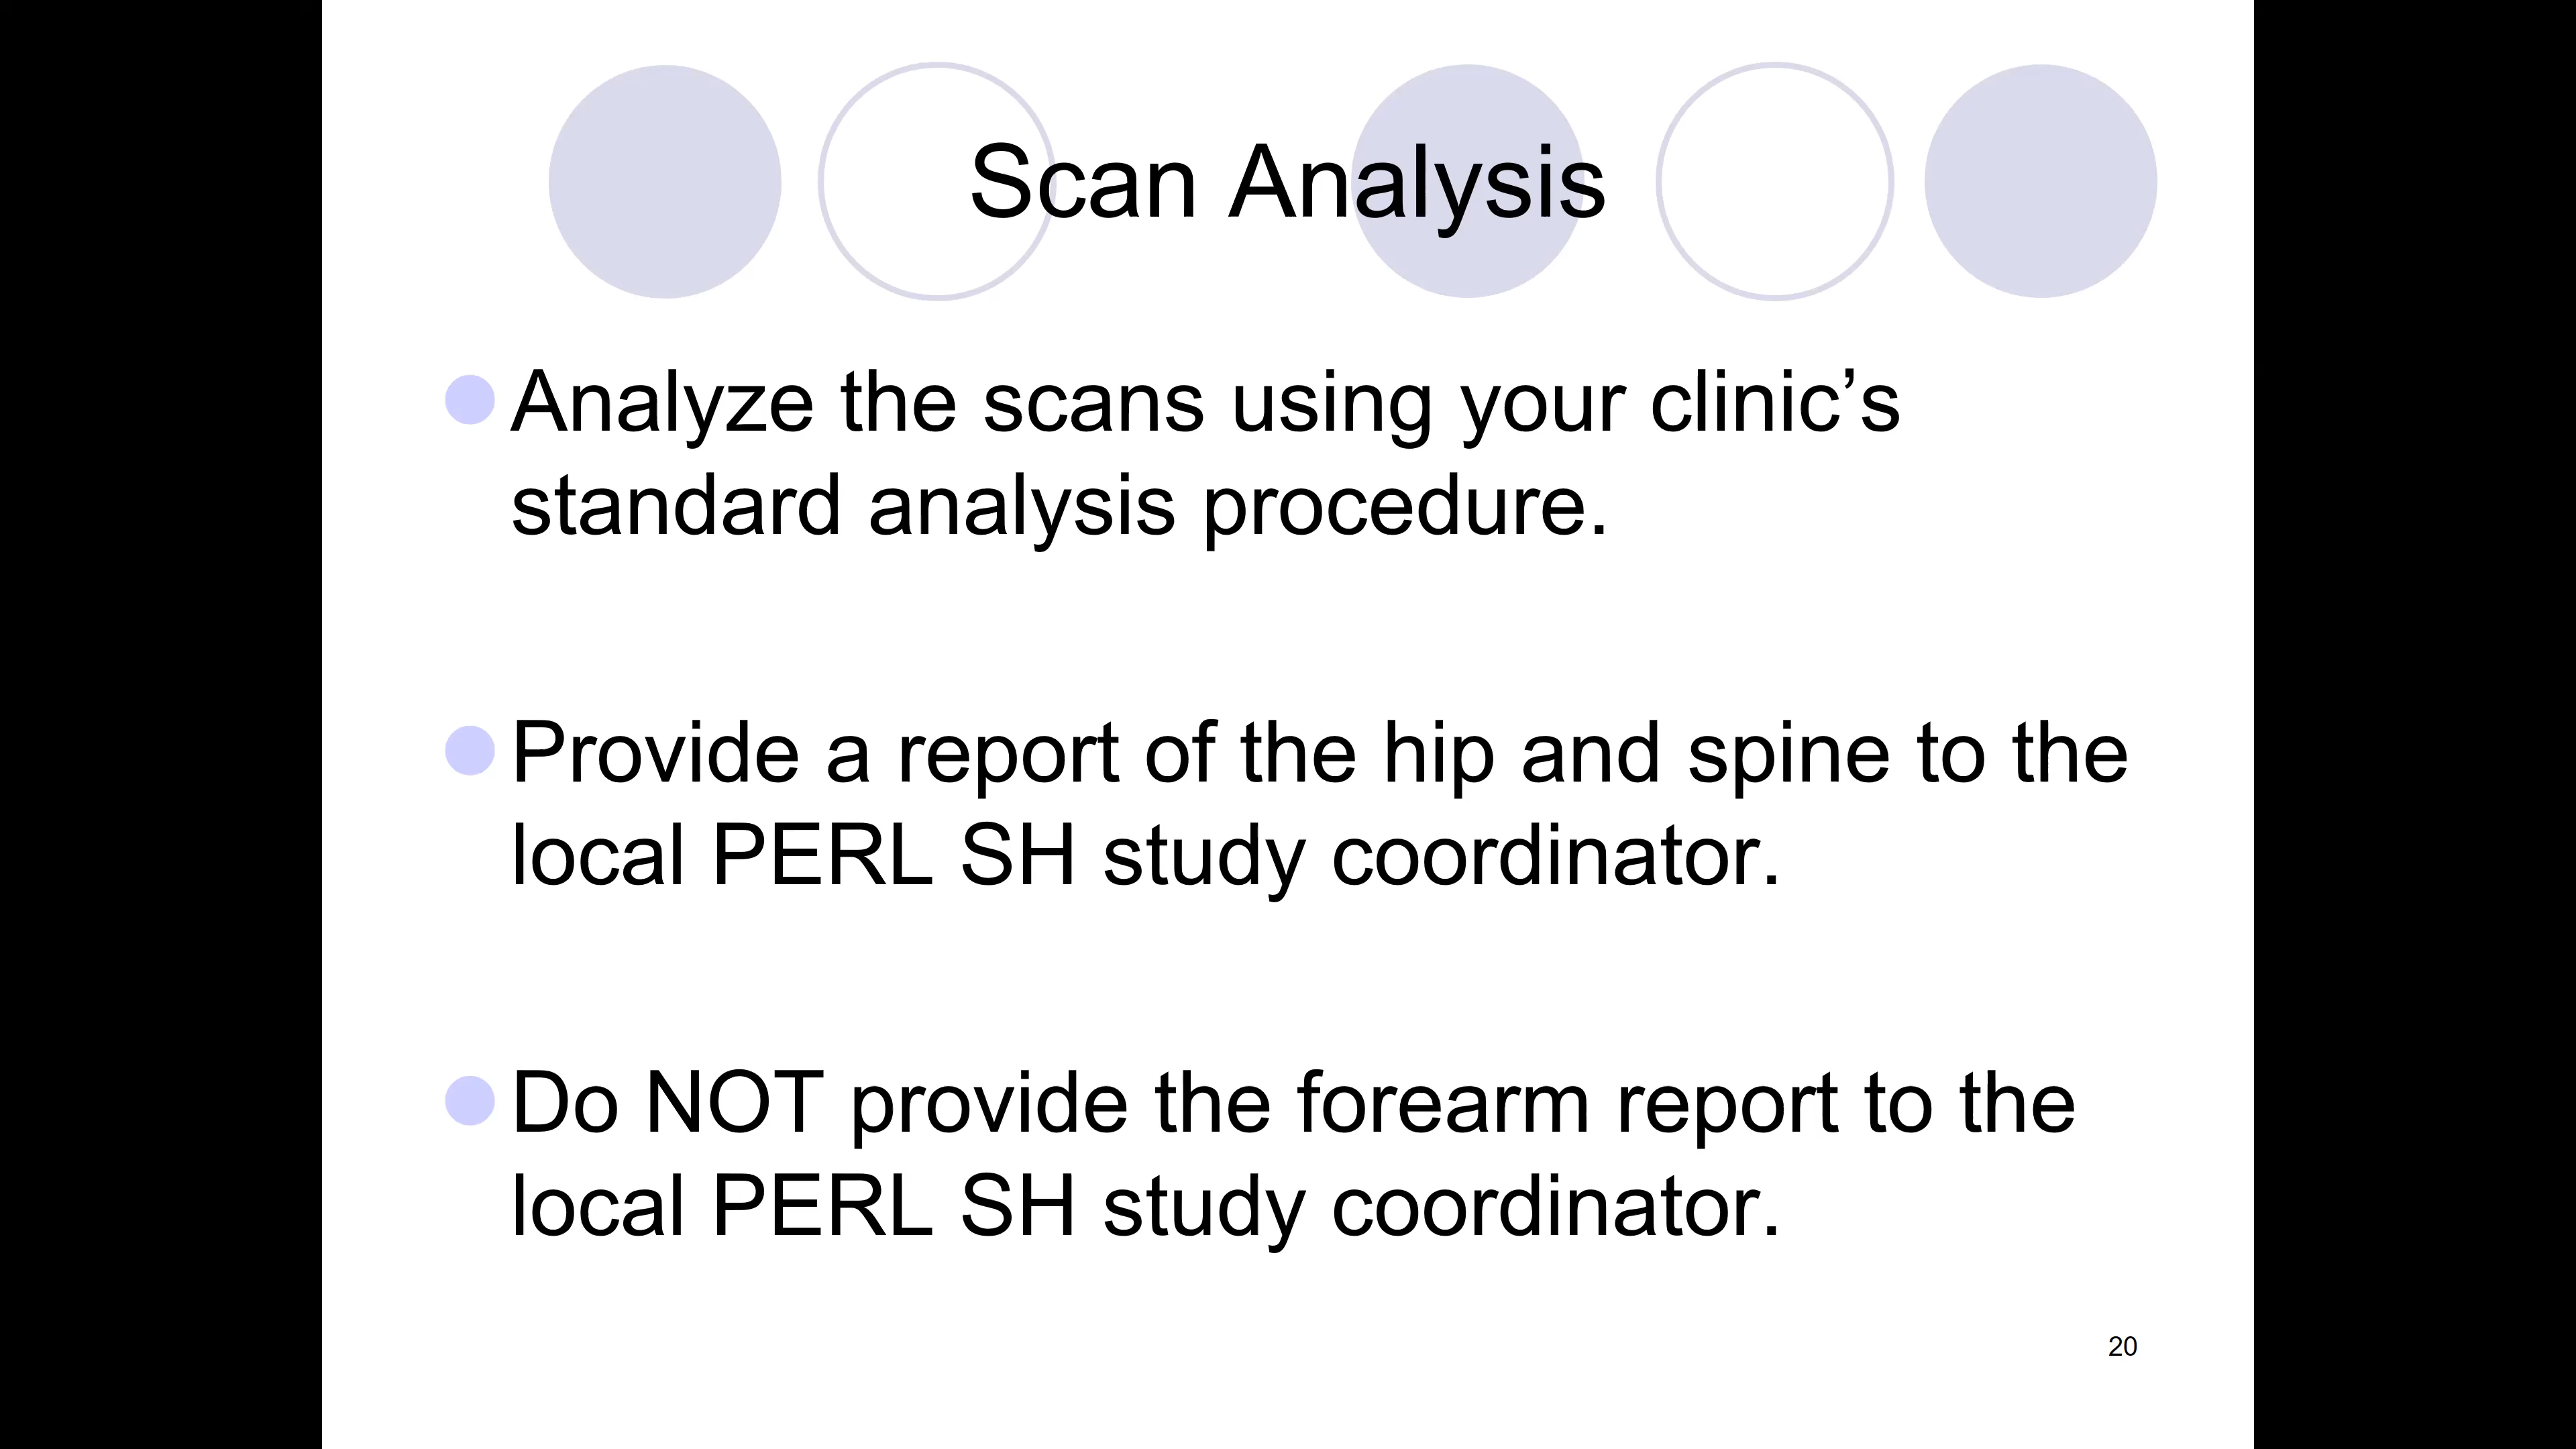 Scan Analysis
Analyze the scans using your clinic’s
standard analysis procedure.
Provide a report of the hip and spine to the
local PERL SH study coordinator.
Do NOT provide the forearm report to the
local PERL SH study coordinator.
20